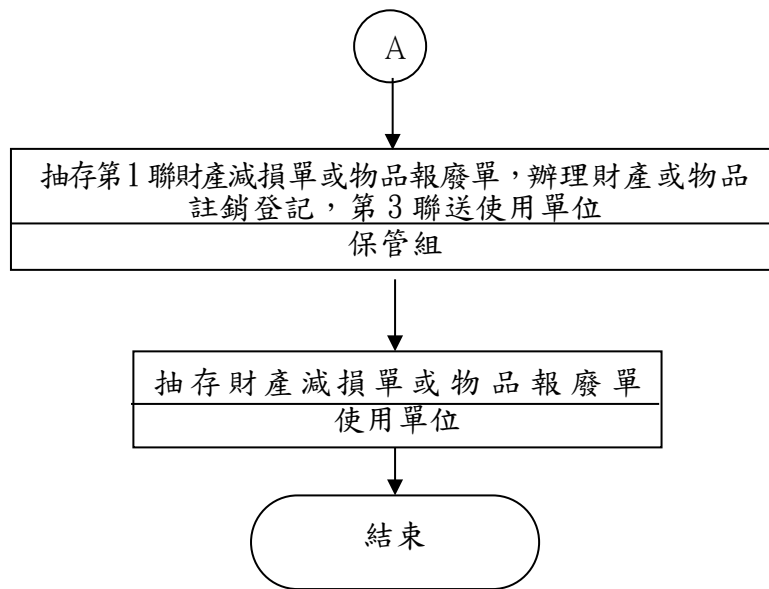 A
抽存第1聯財產減損單或物品報廢單，辦理財產或物品
註銷登記，第3聯送使用單位
保管組
抽存財產減損單或物品報廢單
使用單位
結束